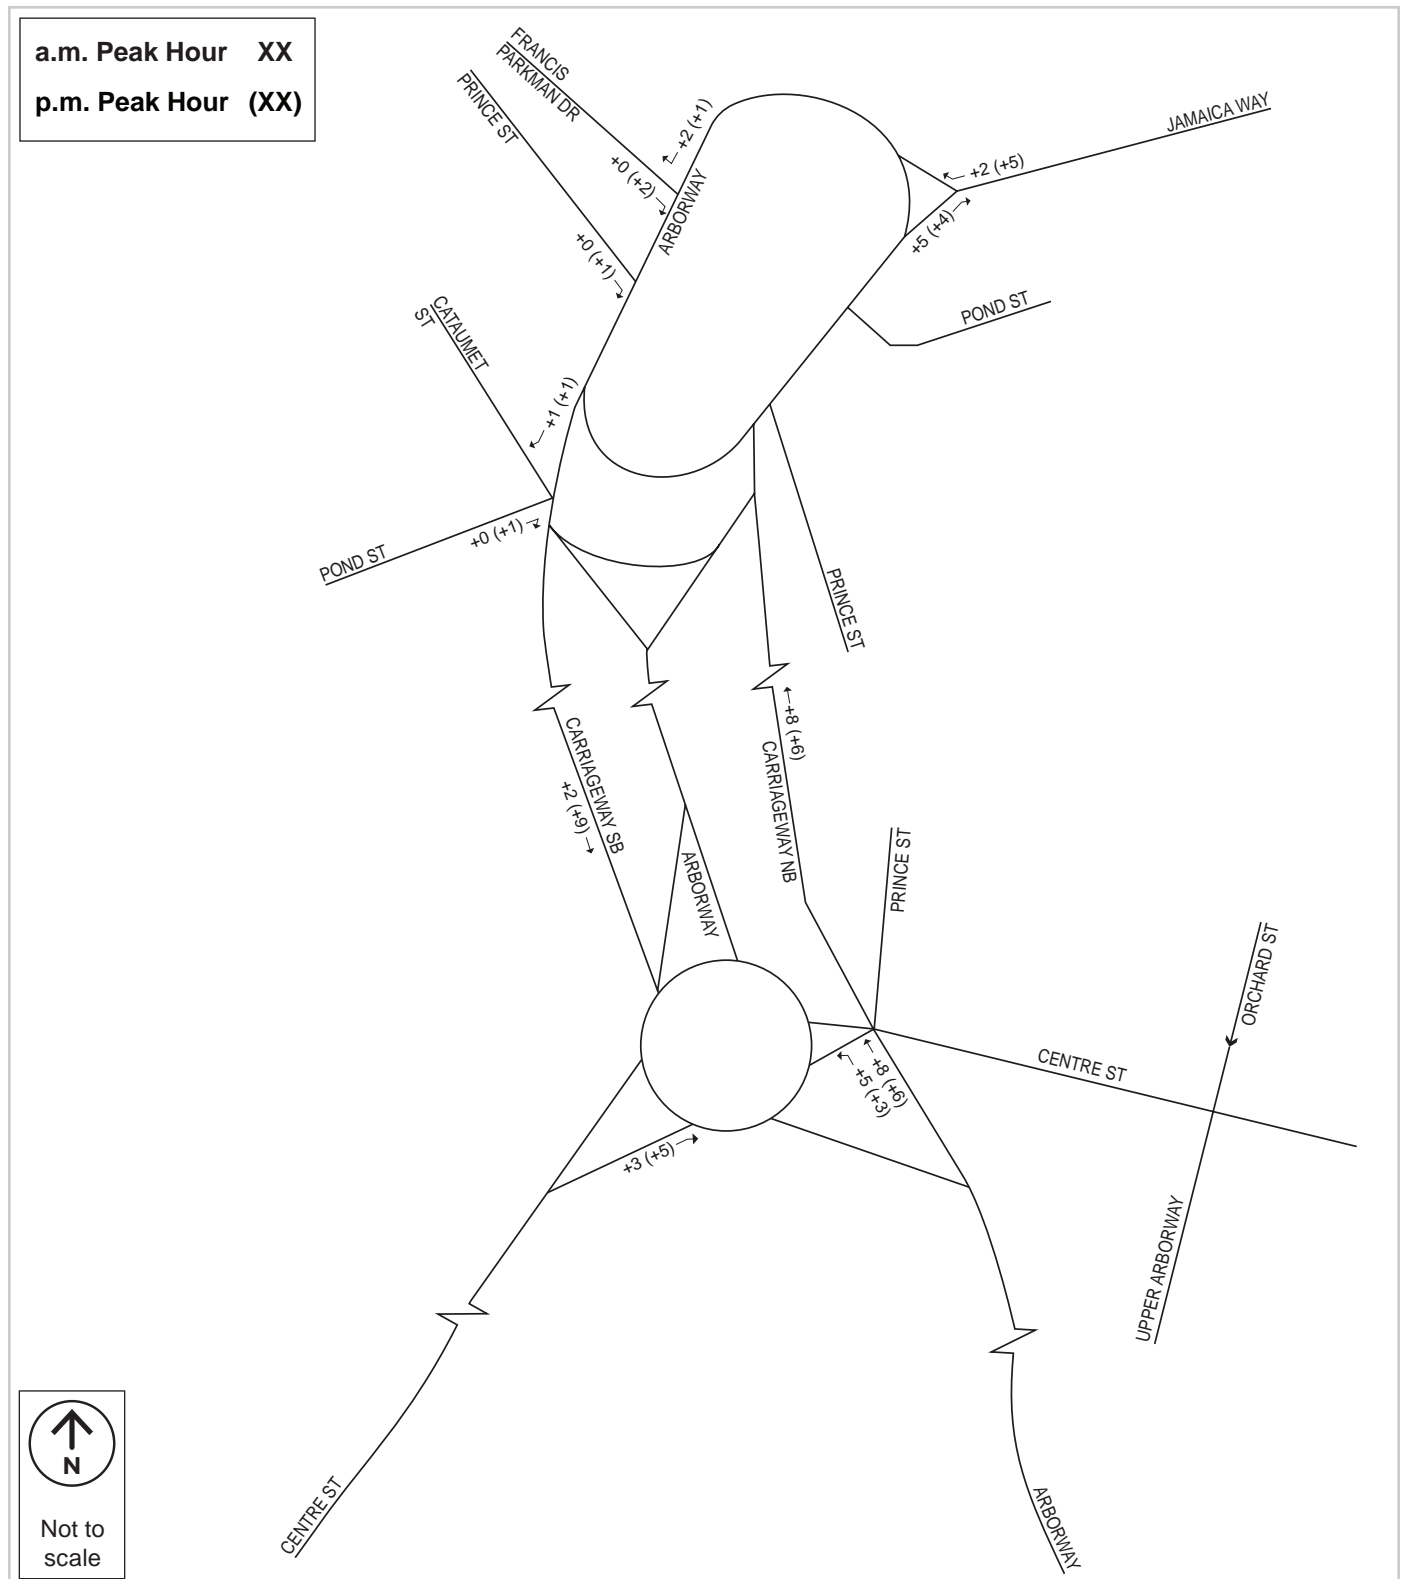 a.m. Peak Hour XX
p.m. Peak Hour (XX)
FRANCIS
PARKMAN DR
PRINCE ST
+2 (+1)
+0 (+2)
ARBORWAY
JAMAICA WAY
+2 (+5)
+5 (+4)
+0 (+1)
POND ST
CATAUMET
ST
+1 (+1)
+0 (+1)
POND ST
PRINCE ST
+8 (+6)
CARRIAGEWAY SB
+2 (+9)
CARRIAGEWAY NB
ARBORWAY
PRINCE ST
ORCHARD ST
CENTRE ST
+8 (+6)
+5 (+3)
+3 (+5)
UPPER ARBORWAY
CENTRE ST
ARBORWAY
N
Not to
scale